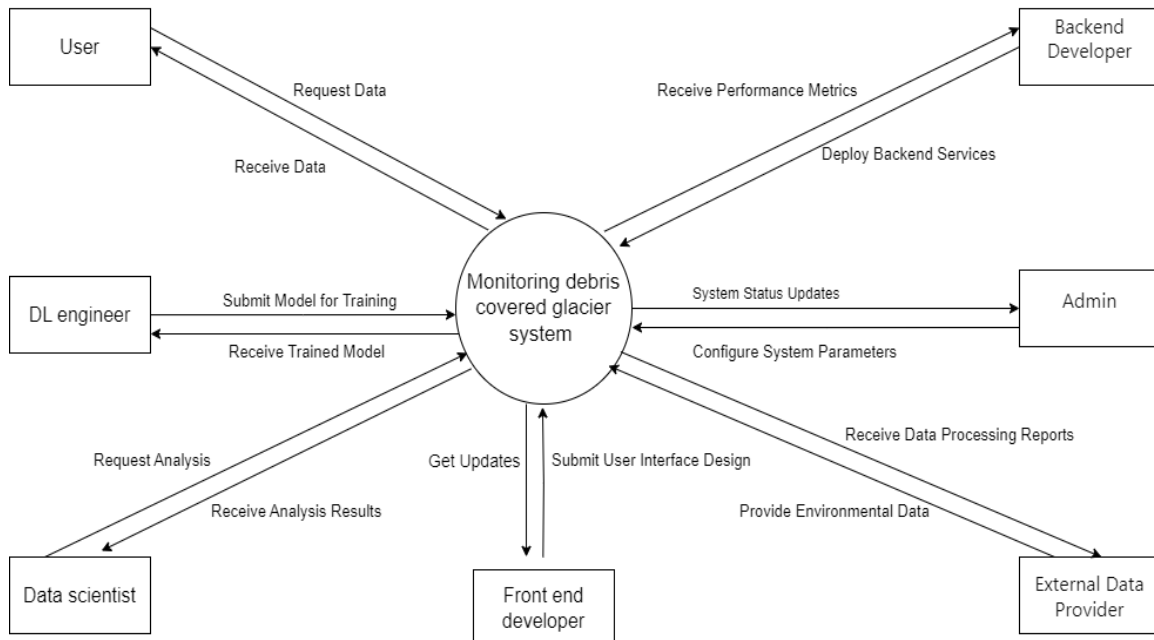 User
Backend
Developer
Request Data
Receive Performance Metrics
Receive Data
Deploy Backend Services
Monitoring debris
covered glacier
system
DL engineer
Submit Model for Training
Receive Trained Model
System Status Updates
Configure System Parameters
Admin
Request Analysis
Receive Analysis Results
Get Updates
Submit User Interface Design
Receive Data Processing Reports
Provide Environmental Data
Data scientist
Front end
developer
External Data
Provider